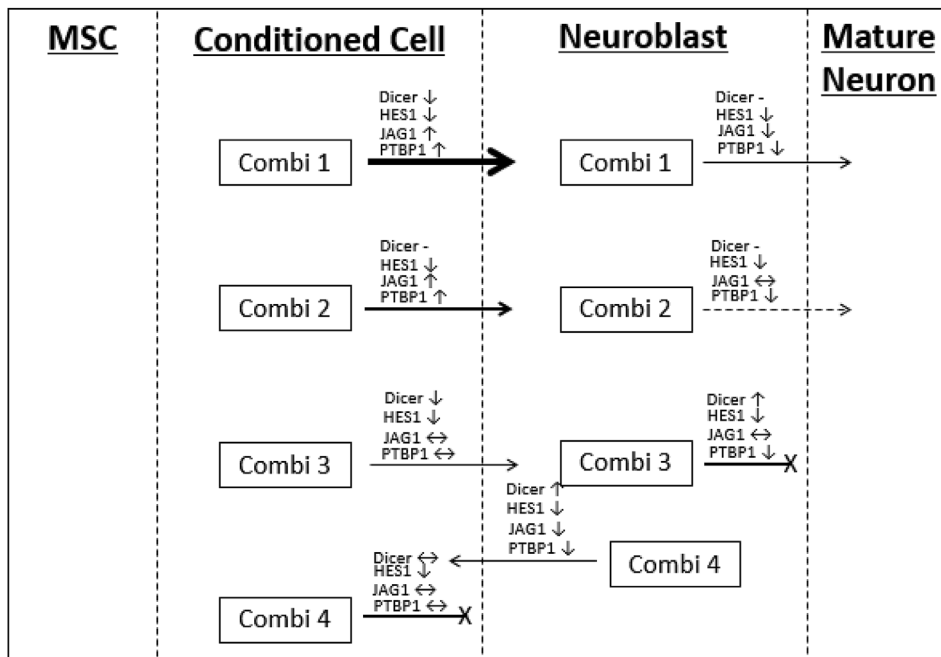 MSC
Conditioned Cell
Neuroblast
Mature
Neuron
Dicer ↓
HES1 ↓
JAG1 ↑
PTBP1 ↑
Combi 1
Dicer -
HES1 ↓
JAG1 ↓
PTBP1 ↓
Combi 1
Dicer -
HES1 ↓
JAG1 ↑
PTBP1 ↑
Combi 2
Dicer -
HES1 ↓
JAG1 ↔
PTBP1 ↓
Combi 2
Dicer ↓
HES1 ↓
JAG1 ↔
PTBP1 ↔
Combi 3
Dicer ↑
HES1 ↓
JAG1 ↔
PTBP1 ↓
Combi 3
X
Dicer ↑
HES1 ↓
JAG1 ↓
PTBP1 ↓
Combi 4
Dicer ↔
HES1 ↓
JAG1 ↔
PTBP1 ↔
Combi 4
X